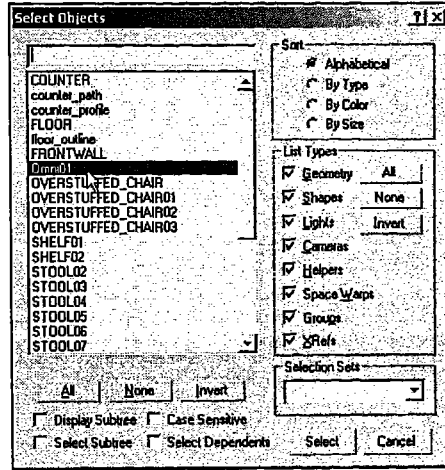 Select Objects
COUNTER
counter_path
counter_profile
FLOOR
floor_outline
FRONTWALL
Omni01
OVERSTUFFED_CHAIR
OVERSTUFFED_CHAIR01
OVERSTUFFED_CHAIR02
OVERSTUFFED_CHAIR03
SHELF01
SHELF02
STOOL02
STOOL03
STOOL04
STOOL05
STOOL06
STOOL07
All None Invert
Display Subtree Case Sensitive
Select Subtree Select Dependents
Sort
Alphabetical
By Type
By Color
By Size
List Types
Geometry All
Shapes None
Lights Invert
Cameras
Helpers
Space Warps
Groups
XRefs
Selection Sets
Select Cancel